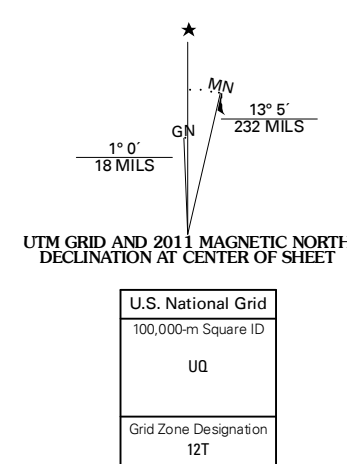 ★
MN
13° 5´
232 MILS
GN
1° 0´
18 MILS
UTM GRID AND 2011 MAGNETIC NORTH
DECLINATION AT CENTER OF SHEET
U.S. National Grid
100,000-m Square ID
UQ
Grid Zone Designation
12T